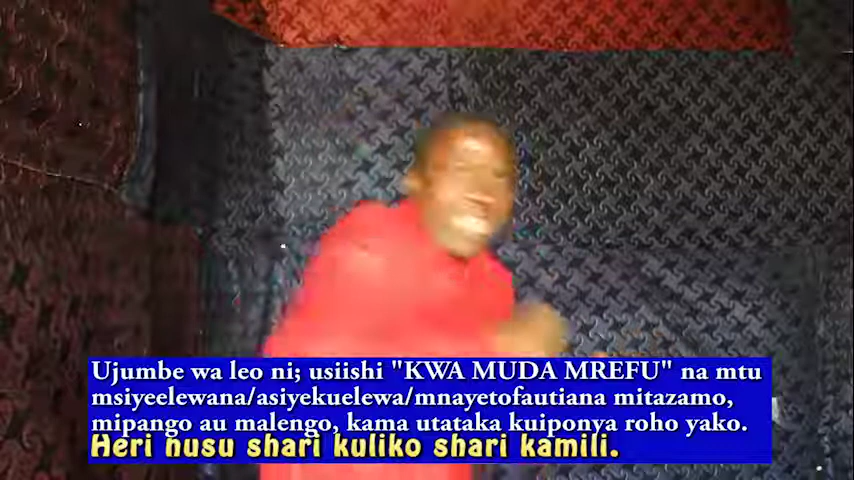 Ujumbe wa leo ni; usiishi "KWA MUDA MREFU" na mtu
msiyeelewana/asiyekuelewa/mnayetofautiana mitazamo,
mipango au malengo, kama utataka kuiponya roho yako.
Heri nusu shari kuliko shari kamili.